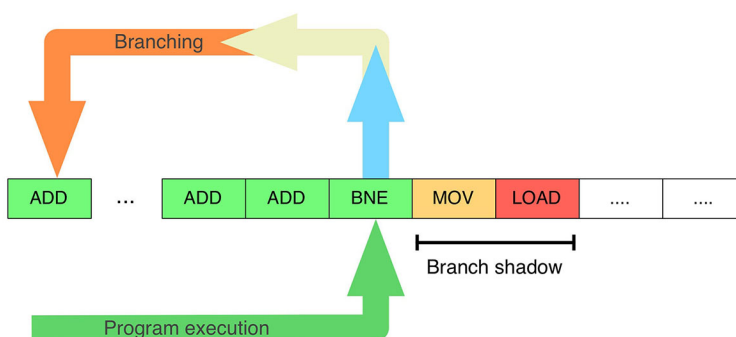 Branching
ADD ... ADD ADD BNE MOV LOAD .... ....
Branch shadow
Program execution